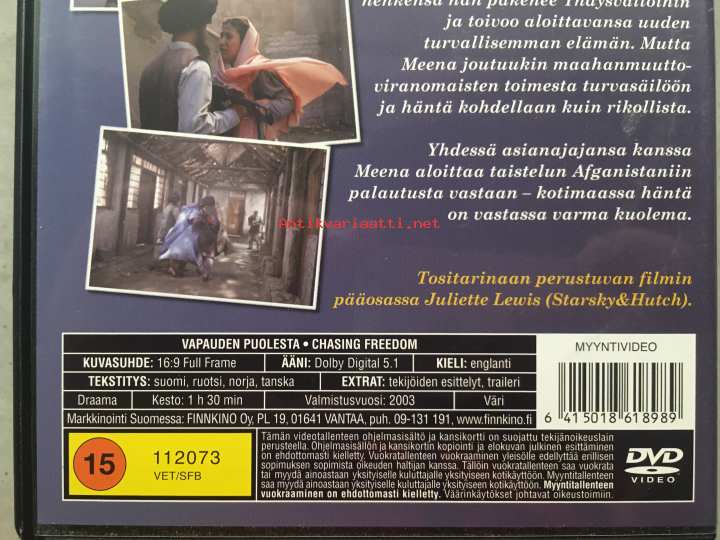 henkensä hän pakenee Yhdysvaltoihin
ja toivoo aloittavansa uuden
turvallisemman elämän. Mutta
Meena joutuukin maahanmuutto-
viranomaisten toimesta turvasäilöön
ja häntä kohdellaan kuin rikollista.
Yhdessä asianajajansa kanssa
Meena aloittaa taistelun Afganistaniin
palautusta vastaan – kotimaassa häntä
on vastassa varma kuolema.
Antikvariaatti.net
Tositarinaan perustuvan filmin
pääosassa Juliette Lewis (Starsky&Hutch).
VAPAUDEN PUOLESTA • CHASING FREEDOM
KUVASUHDE: 16:9 Full Frame ÄÄNI: Dolby Digital 5.1 KIELI: englanti
TEKSTITYS: suomi, ruotsi, norja, tanska EXTRAT: tekijöiden esittelyt, traileri
Draama Kesto: 1 h 30 min Valmistusvuosi: 2003 Väri
Markkinointi Suomessa: FINNKINO Oy, PL 19, 01641 VANTAA, puh. 09-131 191, www.finnkino.fi
MYYNTIVIDEO
6 415018 618989
15
112073
VET/SFB
Tämän videotallenteen ohjelmasisältö ja kansikortti on suojattu tekijänoikeuslain
perusteella. Ohjelmasisällön ja kansikortin kopiointi ja elokuvan julkinen esittäminen
on ehdottomasti kielletty. Vuokratallenteen vuokraaminen yleisölle edellyttää erillisen
sopimuksen sopimista oikeuden haltijan kanssa. Tällöin vuokratallenteen saa vuokrata
tai myydä ainoastaan yksityiselle kuluttajalle yksityiseen kotikäyttöön. Myyntitallenteen
saa myydä ainoastaan yksityiselle kuluttajalle yksityiseen kotikäyttöön. Myyntitallenteen
vuokraaminen on ehdottomasti kielletty. Väärinkäytökset johtavat oikeustoimiin.
DVD
VIDEO